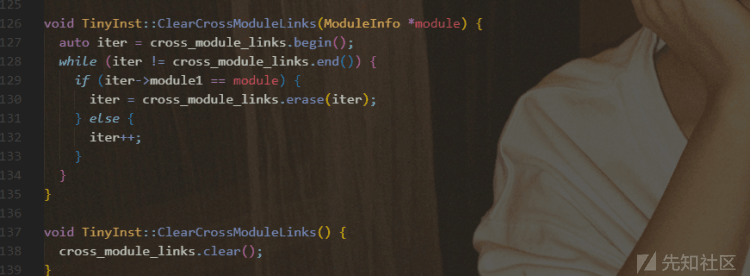 125
126 void TinyInst::ClearCrossModuleLinks(ModuleInfo *module) {
127   auto iter = cross_module_links.begin();
128   while (iter != cross_module_links.end()) {
129     if (iter->module1 == module) {
130       iter = cross_module_links.erase(iter);
131     } else {
132       iter++;
133     }
134   }
135 }
136
137 void TinyInst::ClearCrossModuleLinks() {
138   cross_module_links.clear();
139 }
先知社区